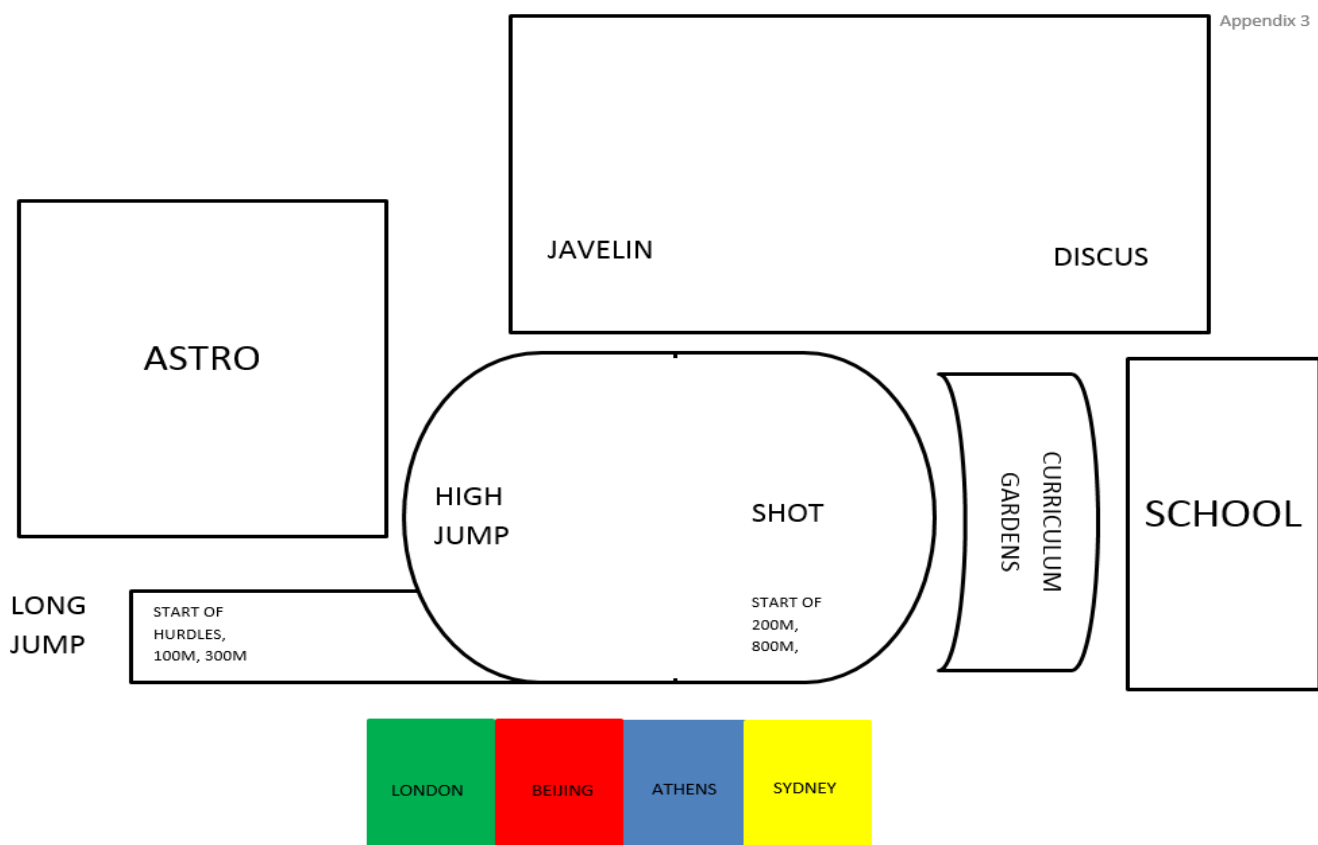 Appendix 3
JAVELIN
DISCUS
ASTRO
HIGH
JUMP
SHOT
CURRICULUM
GARDENS
SCHOOL
LONG
JUMP
START OF
HURDLES,
100M, 300M
START OF
200M,
800M,
LONDON
BEIJING
ATHENS
SYDNEY